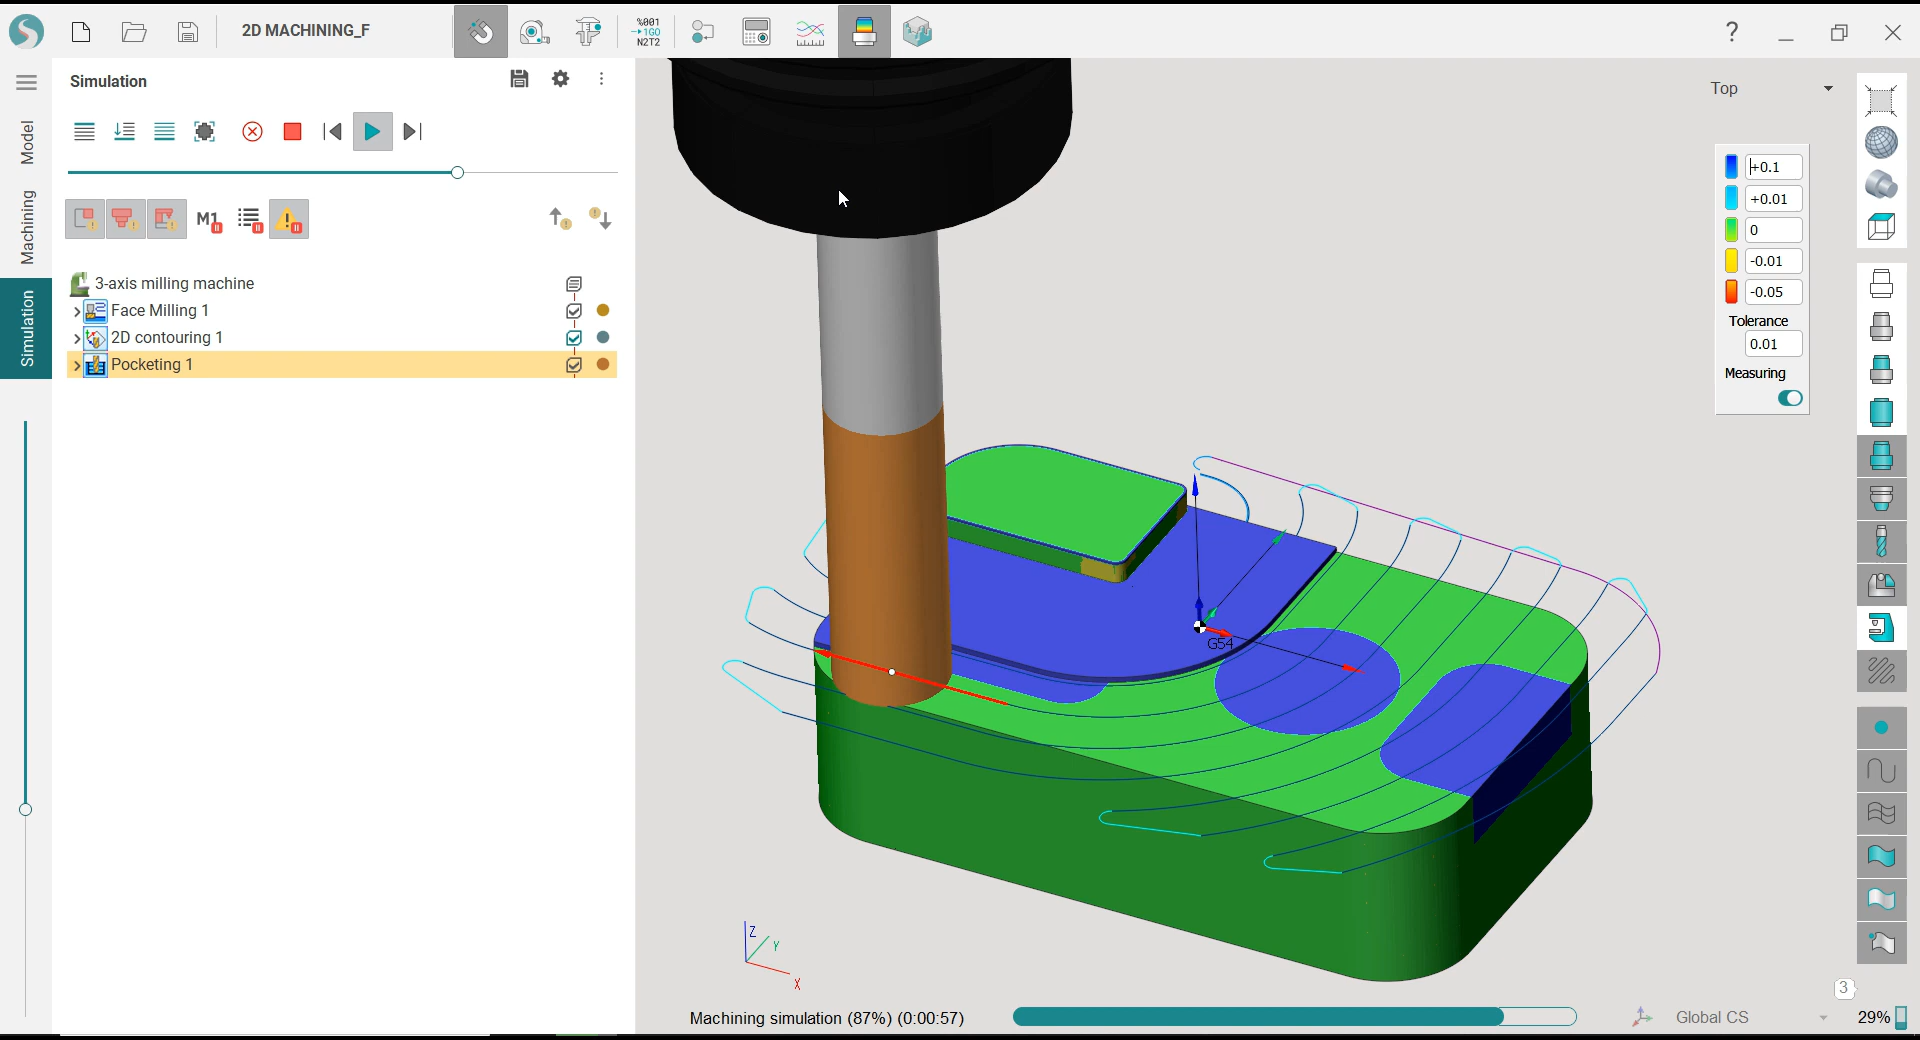 2D MACHINING_F
%001
1G0
N2T2
?
Simulation
Top
Model
Machining
Simulation
M1
3-axis milling machine
Face Milling 1
2D contouring 1
Pocketing 1
+0.1
+0.01
0
-0.01
-0.05
Tolerance
0.01
Measuring
G54
Z
Y
X
3
Machining simulation (87%) (0:00:57)
Global CS
29%